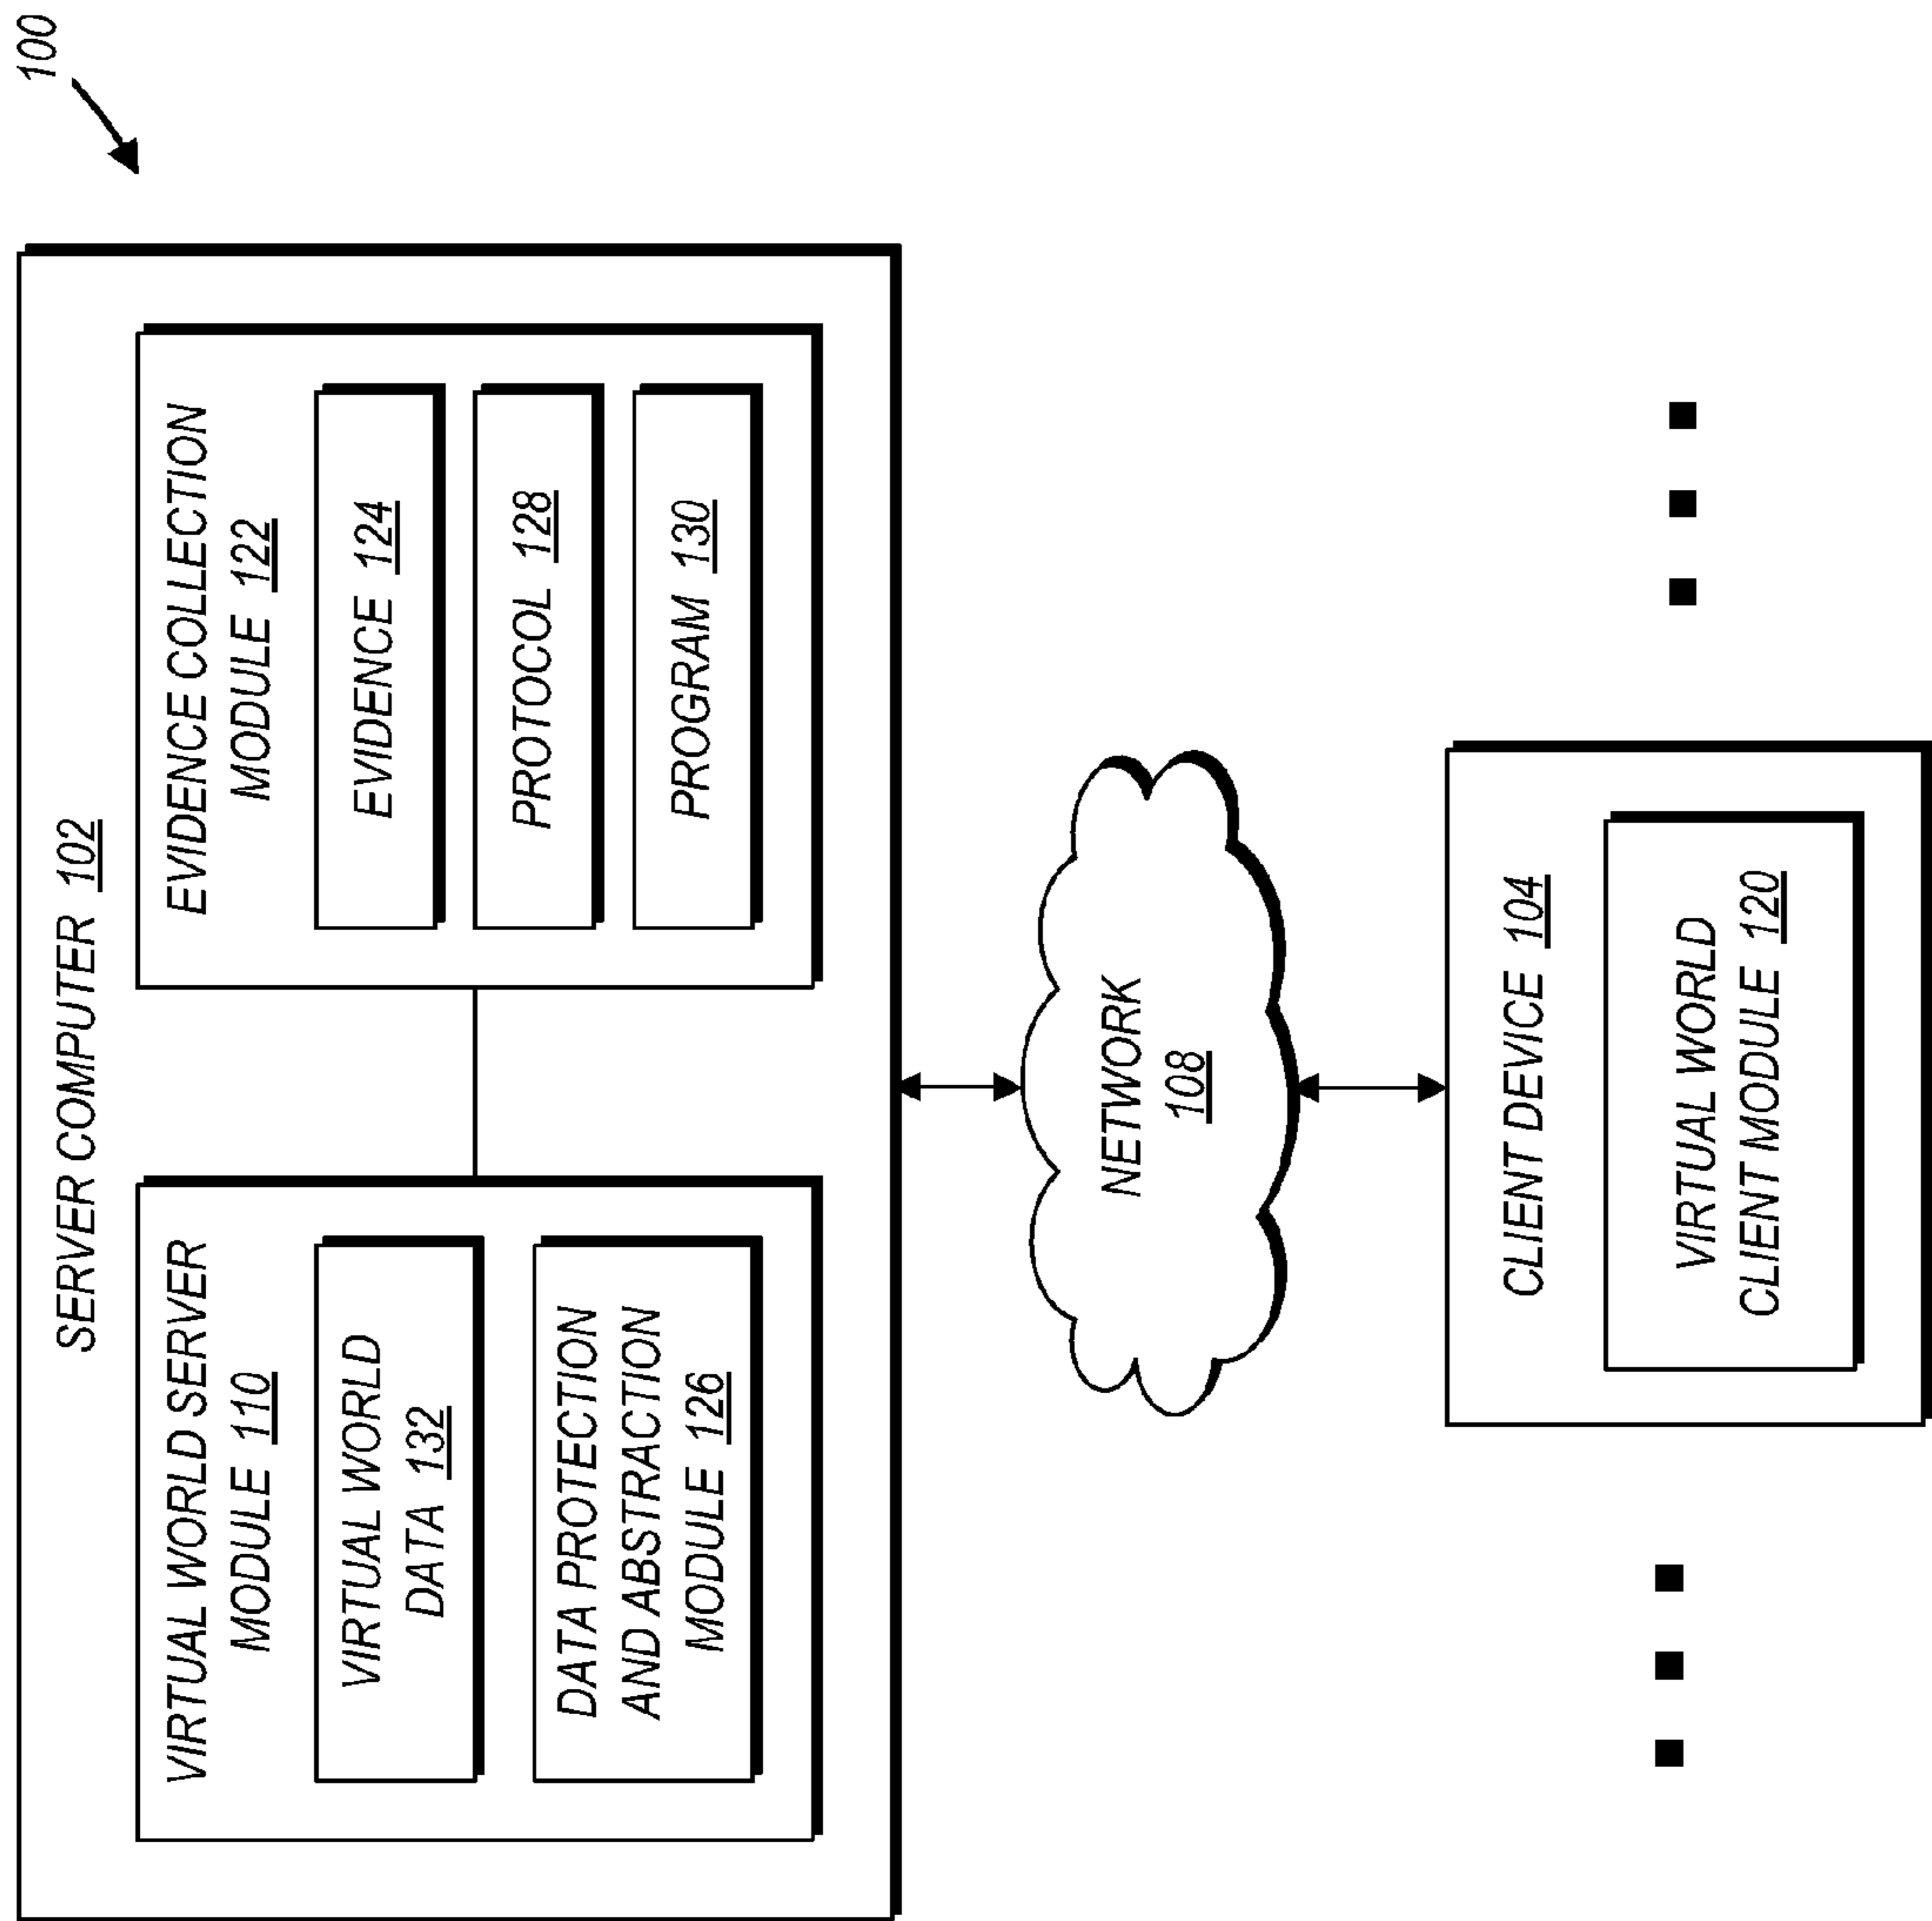 100
SERVER COMPUTER 102
VIRTUAL WORLD SERVER
MODULE 110
VIRTUAL WORLD
DATA 132
DATA PROTECTION
AND ABSTRACTION
MODULE 126
EVIDENCE COLLECTION
MODULE 122
EVIDENCE 124
PROTOCOL 128
PROGRAM 130
NETWORK
108
CLIENT DEVICE 104
VIRTUAL WORLD
CLIENT MODULE 120